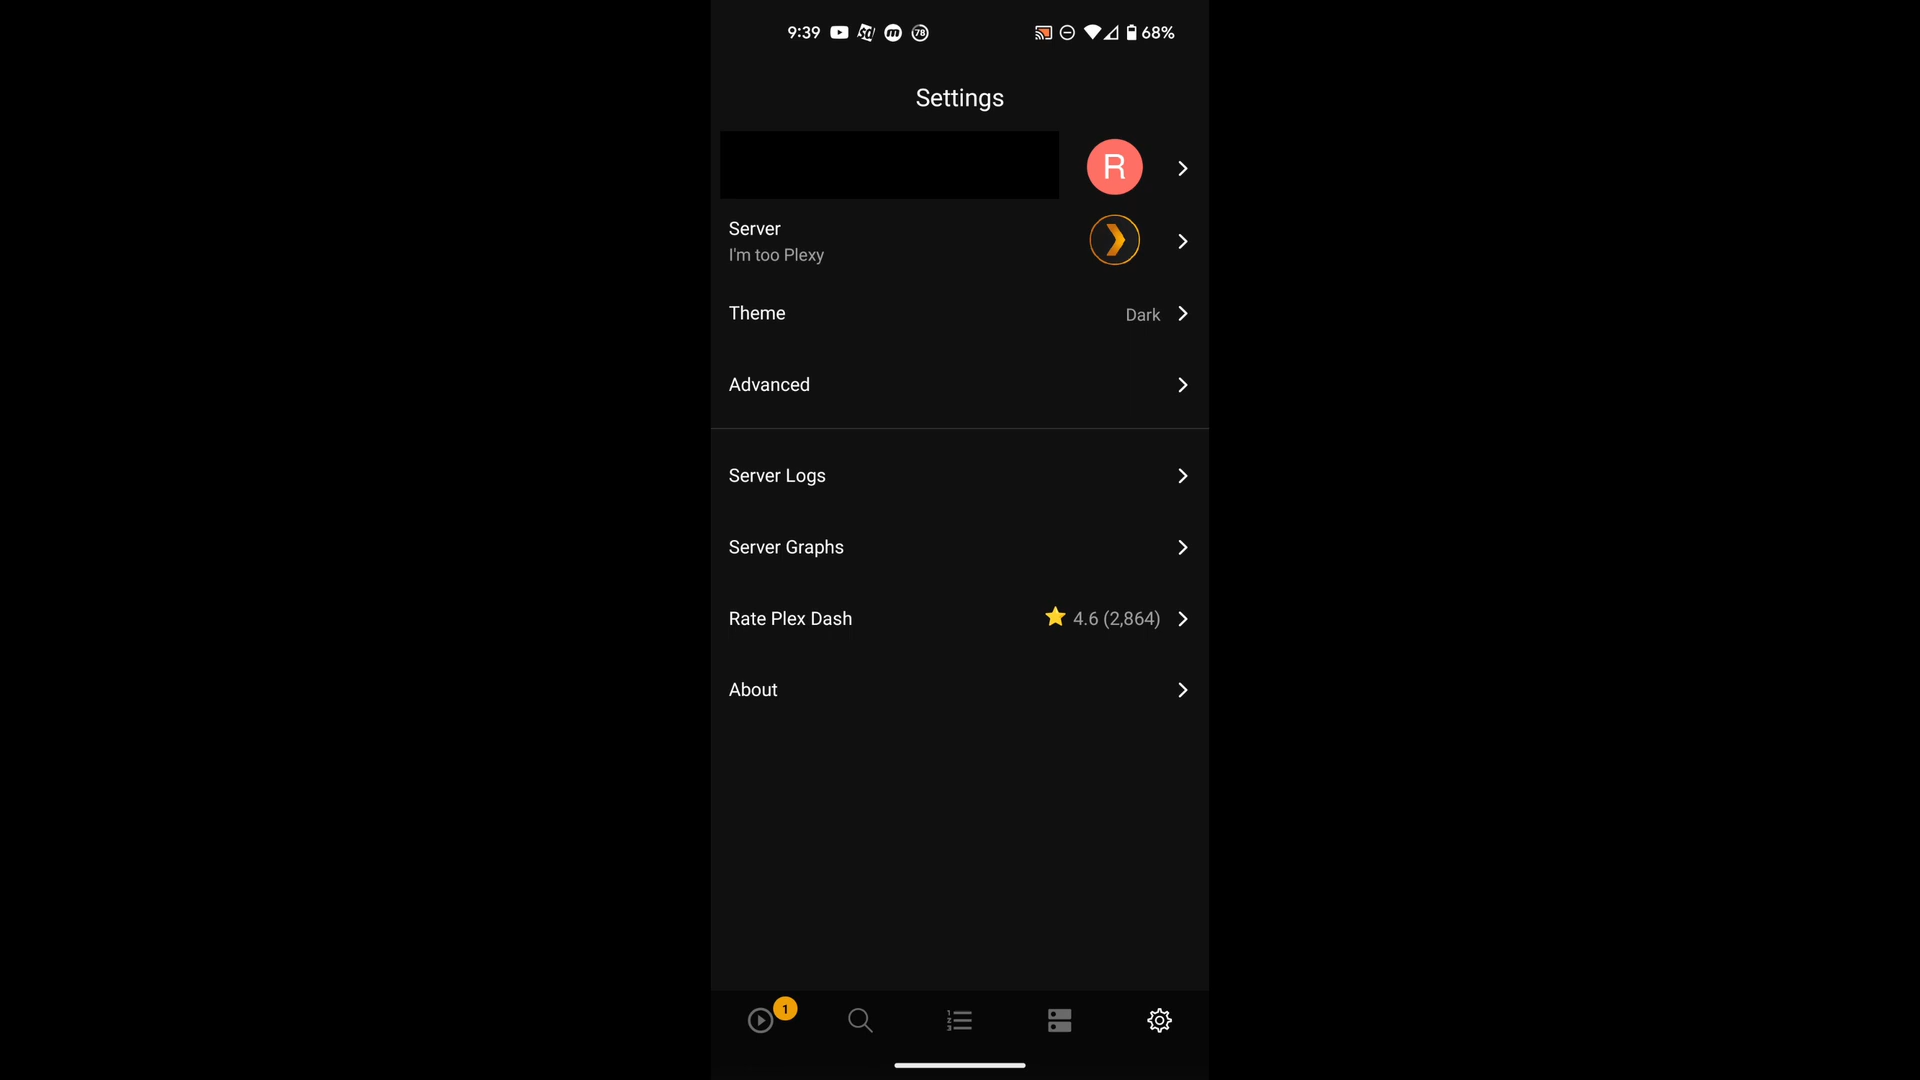 9:39 78 68%
Settings
R
Server
I'm too Plexy
Theme Dark
Advanced
Server Logs
Server Graphs
Rate Plex Dash ⭐ 4.6 (2,864)
About
1